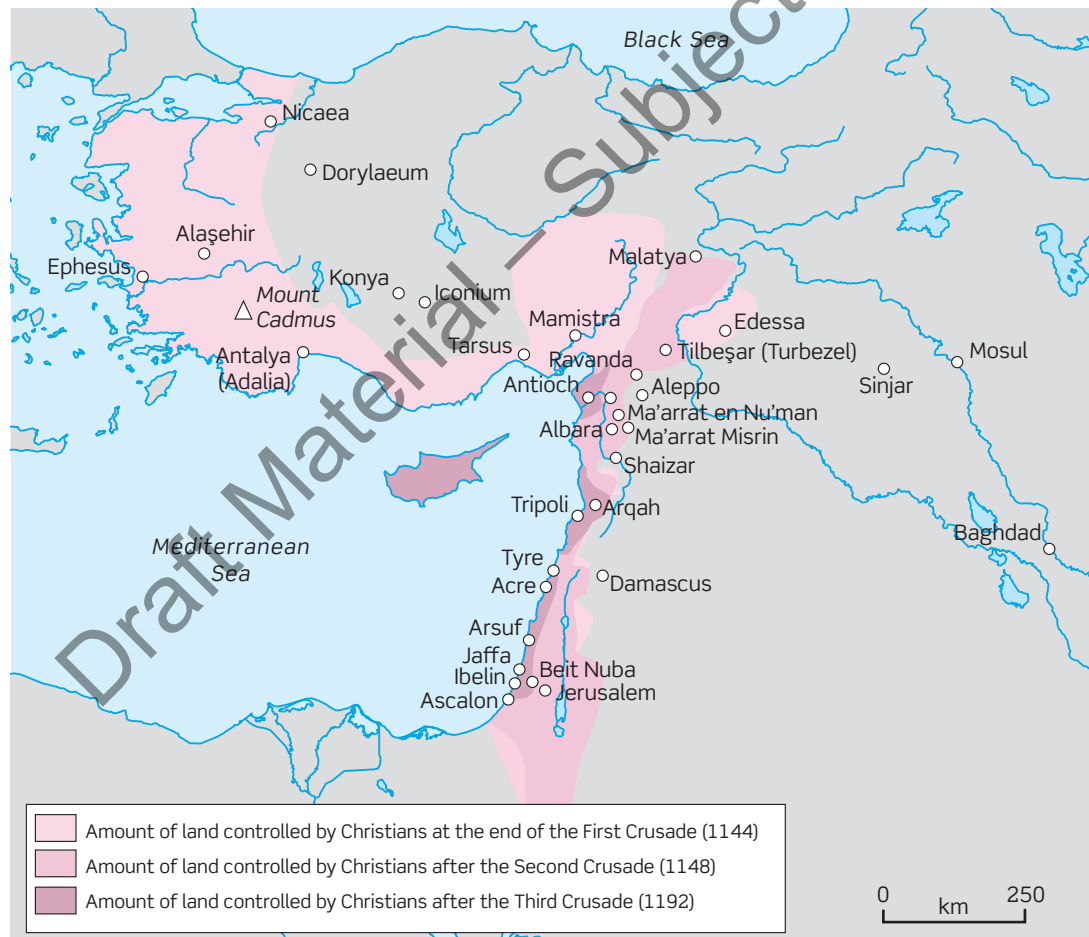 Black Sea
Nicaea
Dorylaeum
Alaşehir
Ephesus
Konya
Iconium
Mount
Cadmus
Malatya
Mamistra
Edessa
Tarsus
Ravanda
Tilbeşar (Turbezel)
Mosul
Antalya
(Adalia)
Antioch
Aleppo
Sinjar
Ma'arrat en Nu'man
Albara
Ma'arrat Misrin
Shaizar
Tripoli
Arqah
Baghdad
Mediterranean
Sea
Tyre
Acre
Damascus
Arsuf
Jaffa
Ibelin
Beit Nuba
Jerusalem
Ascalon
Draft Material – Subject
Amount of land controlled by Christians at the end of the First Crusade (1144)
Amount of land controlled by Christians after the Second Crusade (1148)
Amount of land controlled by Christians after the Third Crusade (1192)
0 250
km